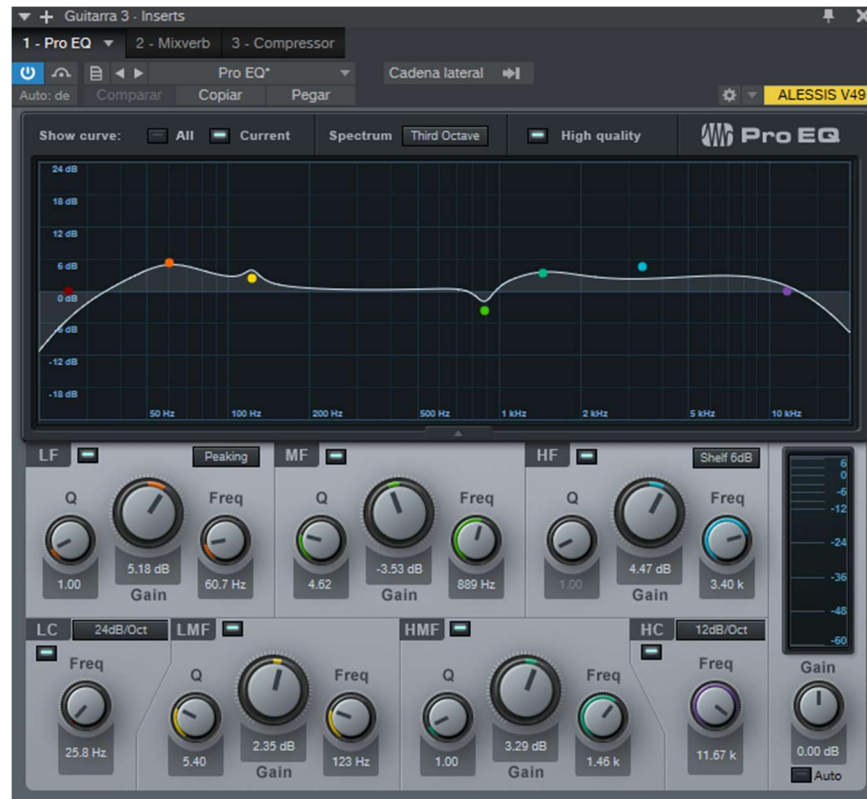 Guitarra 3 - Inserts
1 - Pro EQ 2 - Mixverb 3 - Compressor
Pro EQ* Cadena lateral
Auto: de Comparar Copiar Pegar ALESSIS V49
Show curve: All Current Spectrum Third Octave High quality Pro EQ
24 dB
18 dB
12 dB
6 dB
0 dB
-6 dB
-12 dB
-18 dB
50 Hz 100 Hz 200 Hz 500 Hz 1 kHz 2 kHz 5 kHz 10 kHz
LF Peaking MF HF Shelf 6dB
Q Freq Q Freq Q Freq
1.00 5.18 dB 60.7 Hz 4.62 -3.53 dB 889 Hz 1.00 4.47 dB 3.40 k
Gain Gain Gain
6
0
-6
-12
-24
-36
-48
-60
LC 24dB/Oct LMF HMF HC 12dB/Oct
Freq Q Freq Q Freq Freq Gain
25.8 Hz 5.40 2.35 dB 123 Hz 1.00 3.29 dB 1.46 k 11.67 k 0.00 dB
Gain Gain Auto